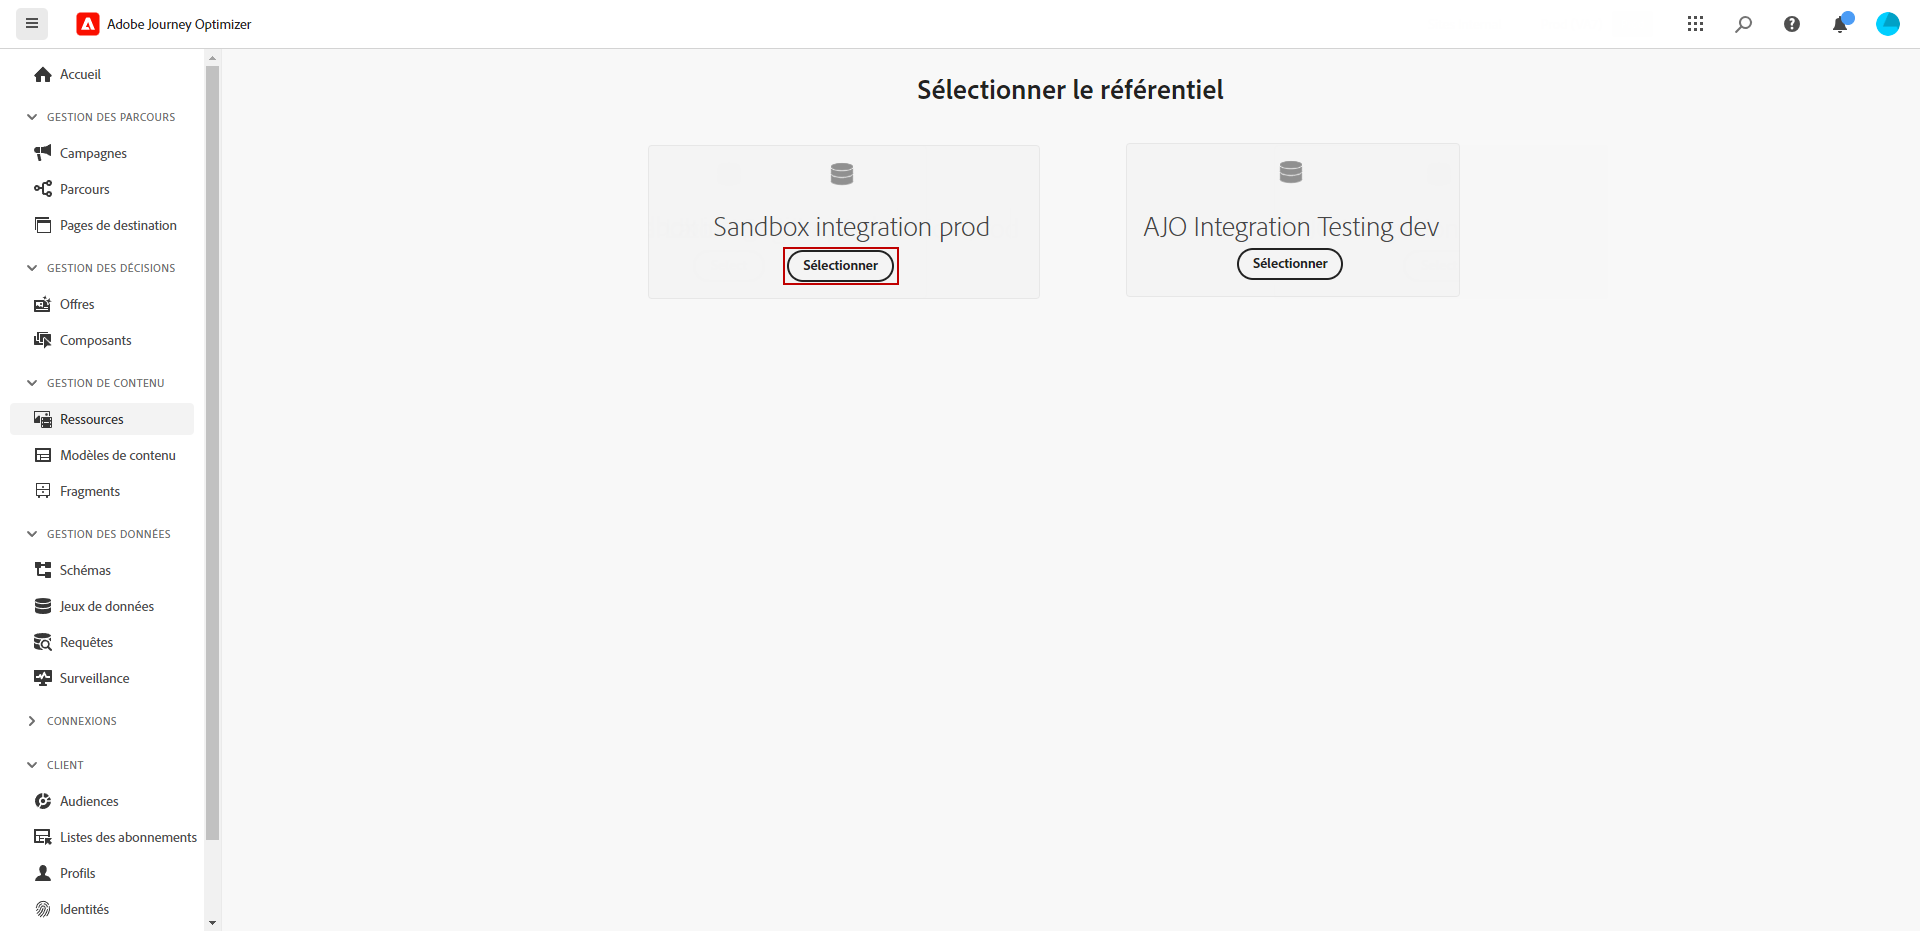 Adobe Journey Optimizer
Accueil
GESTION DES PARCOURS
Campagnes
Parcours
Pages de destination
GESTION DES DÉCISIONS
Offres
Composants
GESTION DE CONTENU
Ressources
Modèles de contenu
Fragments
GESTION DES DONNÉES
Schémas
Jeux de données
Requêtes
Surveillance
CONNEXIONS
CLIENT
Audiences
Listes des abonnements
Profils
Identités
Sélectionner le référentiel
Sandbox integration prod
Sélectionner
AJO Integration Testing dev
Sélectionner